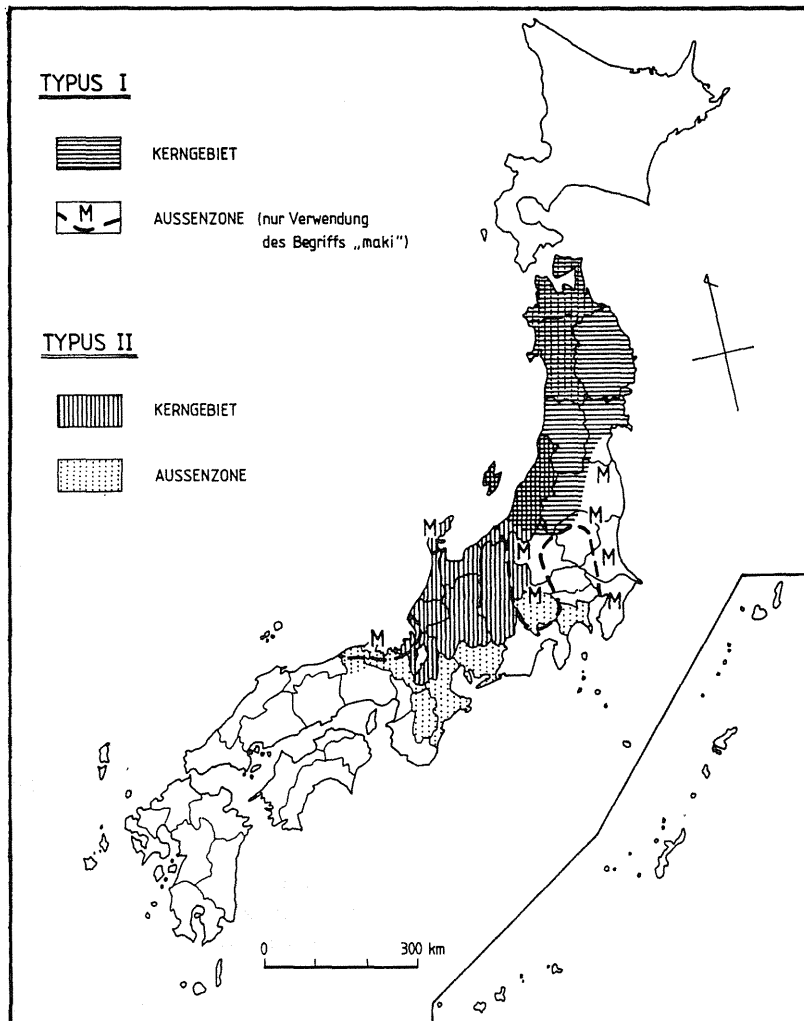 TYPUS I
KERNGEBIET
M
AUSSENZONE (nur Verwendung
des Begriffs „maki")
TYPUS II
KERNGEBIET
AUSSENZONE
M
M
M
M
M
M
M
M
0 300 km